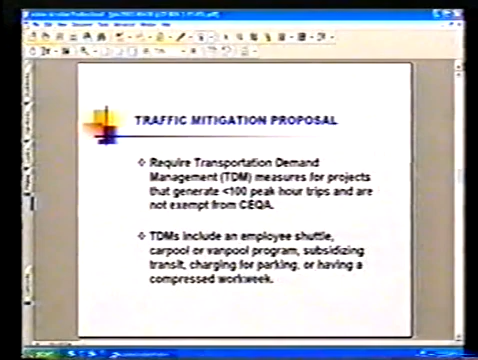 TRAFFIC MITIGATION PROPOSAL
Require Transportation Demand
Management (TDM) measures for projects
that generate <100 peak hour trips and are
not exempt from CEQA.
TDMs include an employee shuttle,
carpool or vanpool program, subsidizing
transit, charging for parking, or having a
compressed workweek.